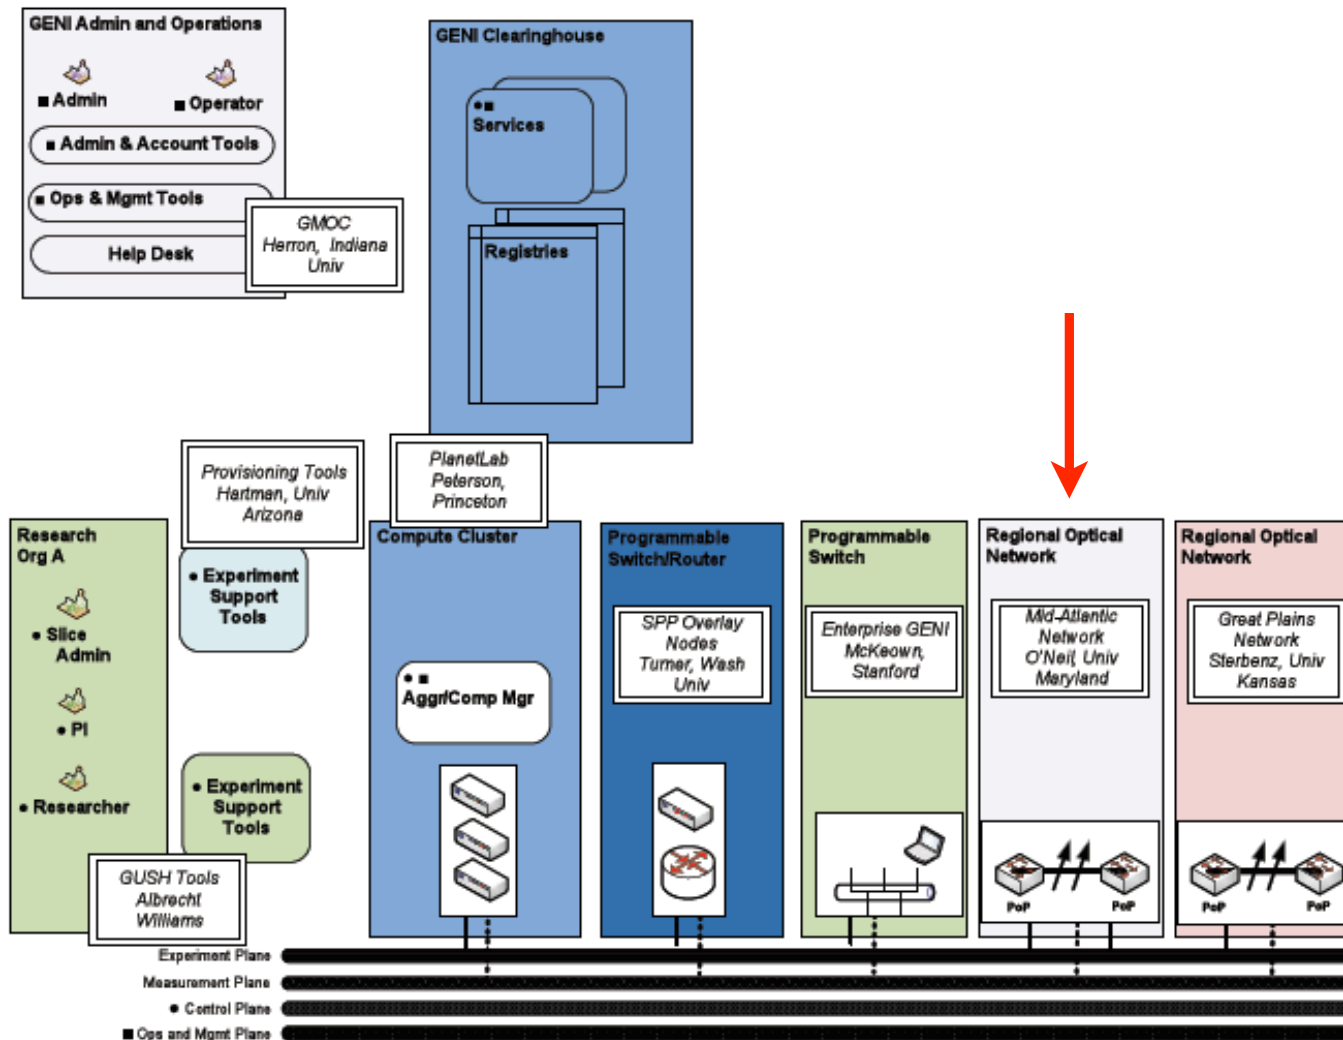 GENI Admin and Operations
■ Admin
■ Operator
■ Admin & Account Tools
■ Ops & Mgmt Tools
Help Desk
GMOC
Herron, Indiana
Univ
GENI Clearinghouse
●■
Services
Registries
Provisioning Tools
Hartman, Univ
Arizona
PlanetLab
Peterson,
Princeton
Research
Org A
● Slice
Admin
● PI
● Researcher
● Experiment
Support
Tools
● Experiment
Support
Tools
GUSH Tools
Albrecht
Williams
Compute Cluster
● ■
Aggr/Comp Mgr
Programmable
Switch/Router
SPP Overlay
Nodes
Turner, Wash
Univ
Programmable
Switch
Enterprise GENI
McKeown,
Stanford
Regional Optical
Network
Mid-Atlantic
Network
O'Neil, Univ
Maryland
PoP
PoP
Regional Optical
Network
Great Plains
Network
Sterbenz, Univ
Kansas
PoP
PoP
Experiment Plane
Measurement Plane
● Control Plane
■ Ops and Mgmt Plane